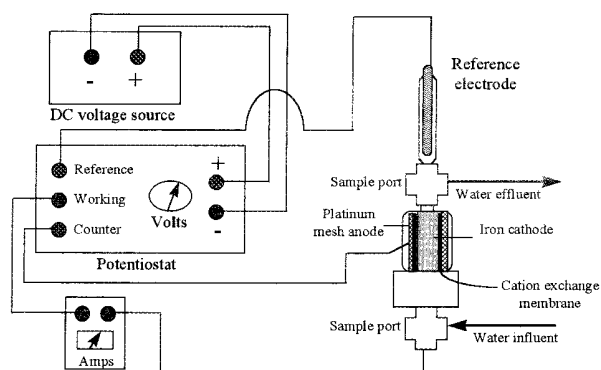 - +
DC voltage source
Reference
electrode
Reference
Working
Counter
+
Volts
-
Potentiostat
Amps
Sample port
Water effluent
Platinum
mesh anode
Iron cathode
Cation exchange
membrane
Sample port
Water influent